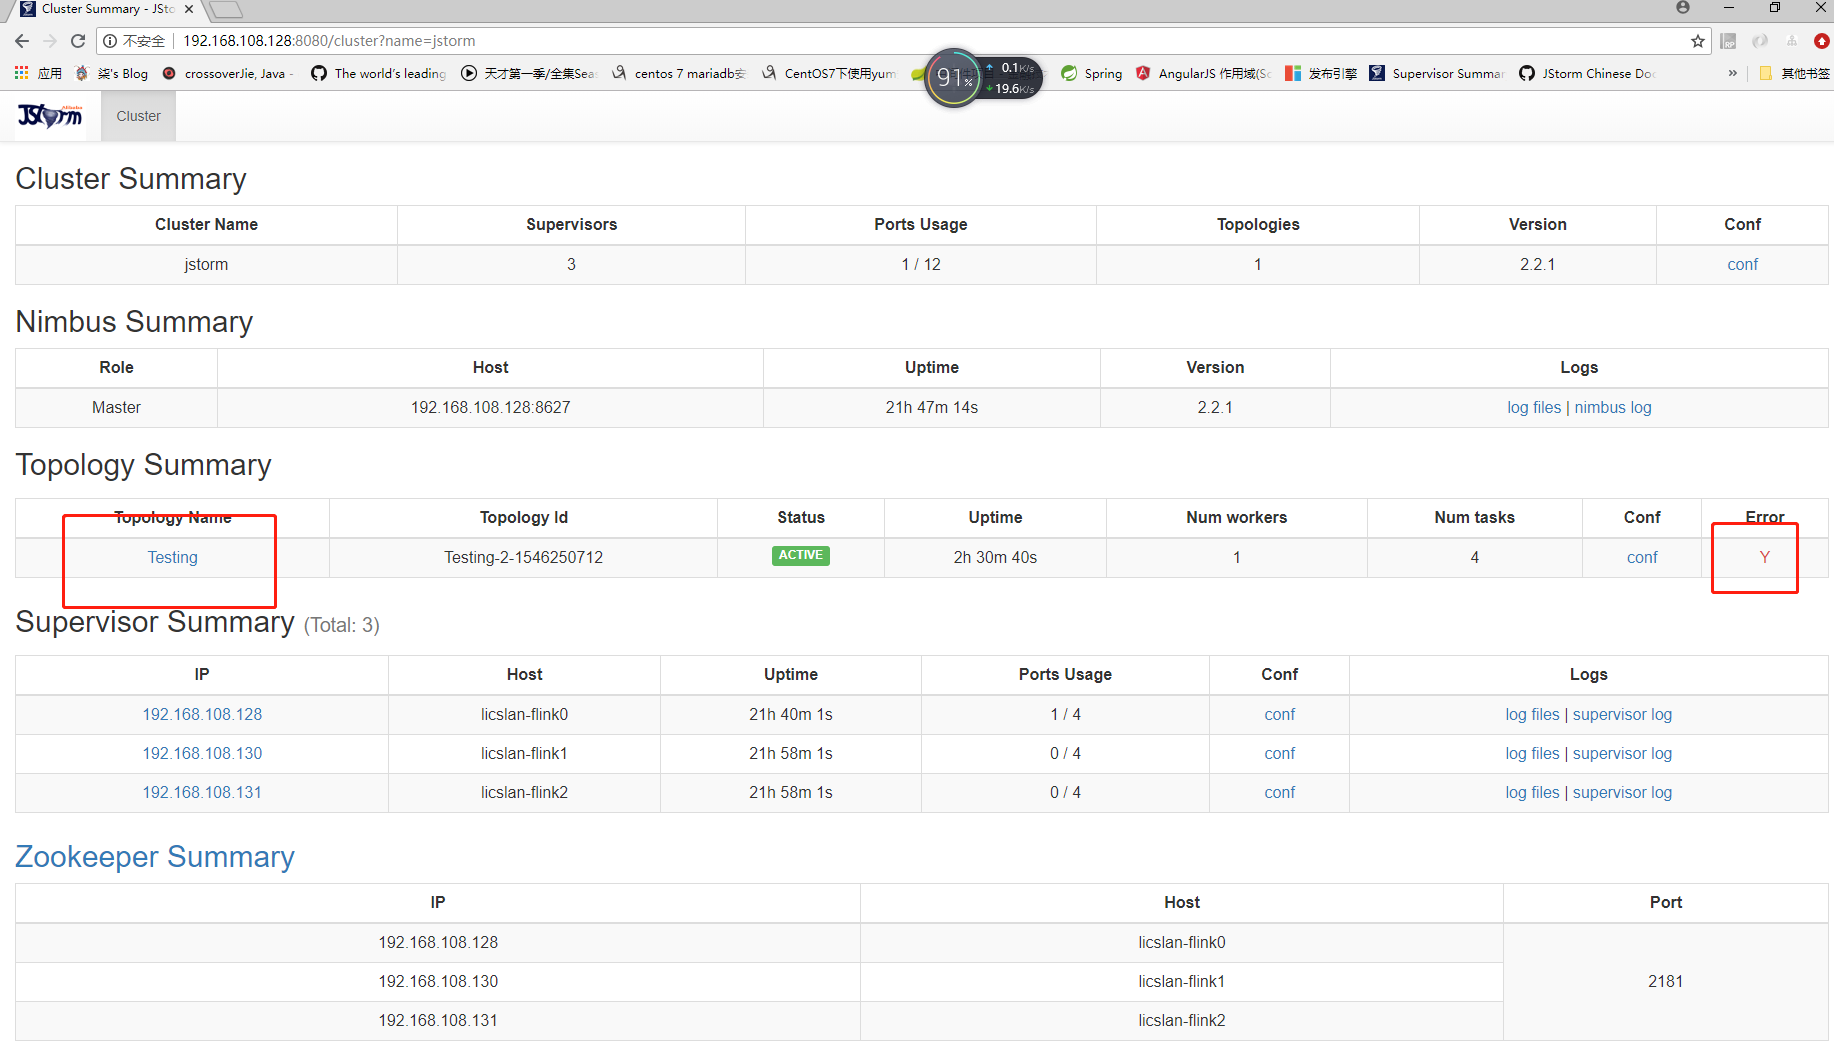 Cluster Summary - JSto
不安全 192.168.108.128:8080/cluster?name=jstorm
应用 柒's Blog crossoverJie, Java - The world's leading 天才第一季/全集Sea centos 7 mariadb安 CentOS7下使用yum Spring AngularJS 作用域(Sc 发布引擎 Supervisor Summar JStorm Chinese Doc » 其他书签
91% 0.1K/s
19.6K/s
JStorm Cluster
Cluster Summary
Cluster Name Supervisors Ports Usage Topologies Version Conf
jstorm 3 1 / 12 1 2.2.1 conf
Nimbus Summary
Role Host Uptime Version Logs
Master 192.168.108.128:8627 21h 47m 14s 2.2.1 log files | nimbus log
Topology Summary
Topology Name Topology Id Status Uptime Num workers Num tasks Conf Error
Testing Testing-2-1546250712 ACTIVE 2h 30m 40s 1 4 conf Y
Supervisor Summary (Total: 3)
IP Host Uptime Ports Usage Conf Logs
192.168.108.128 licslan-flink0 21h 40m 1s 1 / 4 conf log files | supervisor log
192.168.108.130 licslan-flink1 21h 58m 1s 0 / 4 conf log files | supervisor log
192.168.108.131 licslan-flink2 21h 58m 1s 0 / 4 conf log files | supervisor log
Zookeeper Summary
IP Host Port
192.168.108.128 licslan-flink0
192.168.108.130 licslan-flink1 2181
192.168.108.131 licslan-flink2